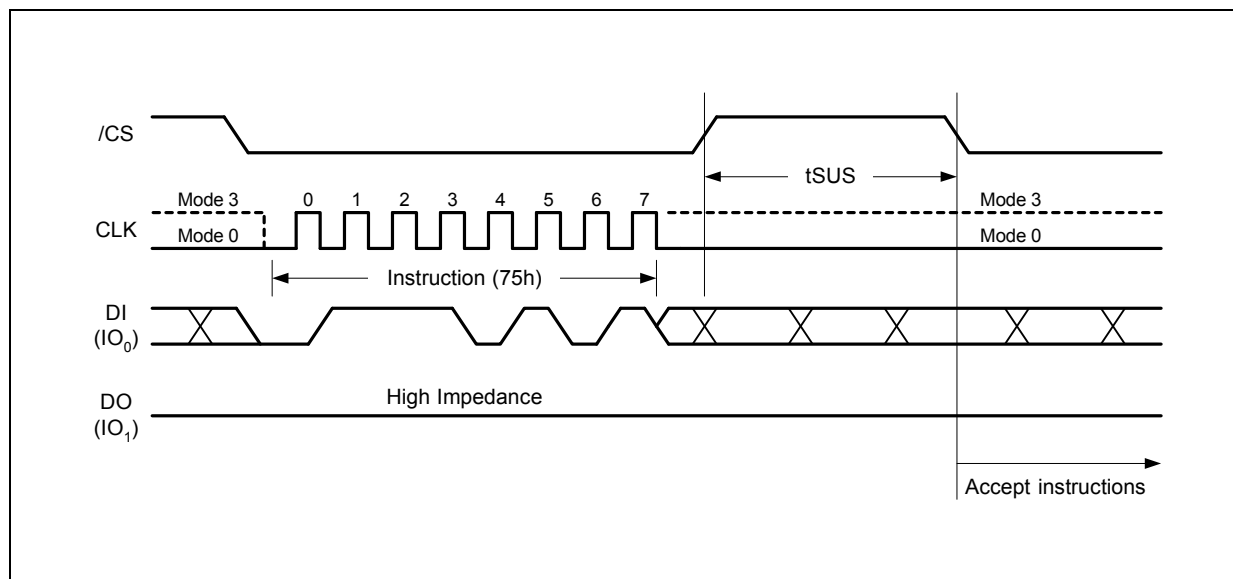 /CS
tSUS
Mode 3 0 1 2 3 4 5 6 7 Mode 3
CLK
Mode 0 Mode 0
Instruction (75h)
DI
(IO₀)
High Impedance
DO
(IO₁)
Accept instructions